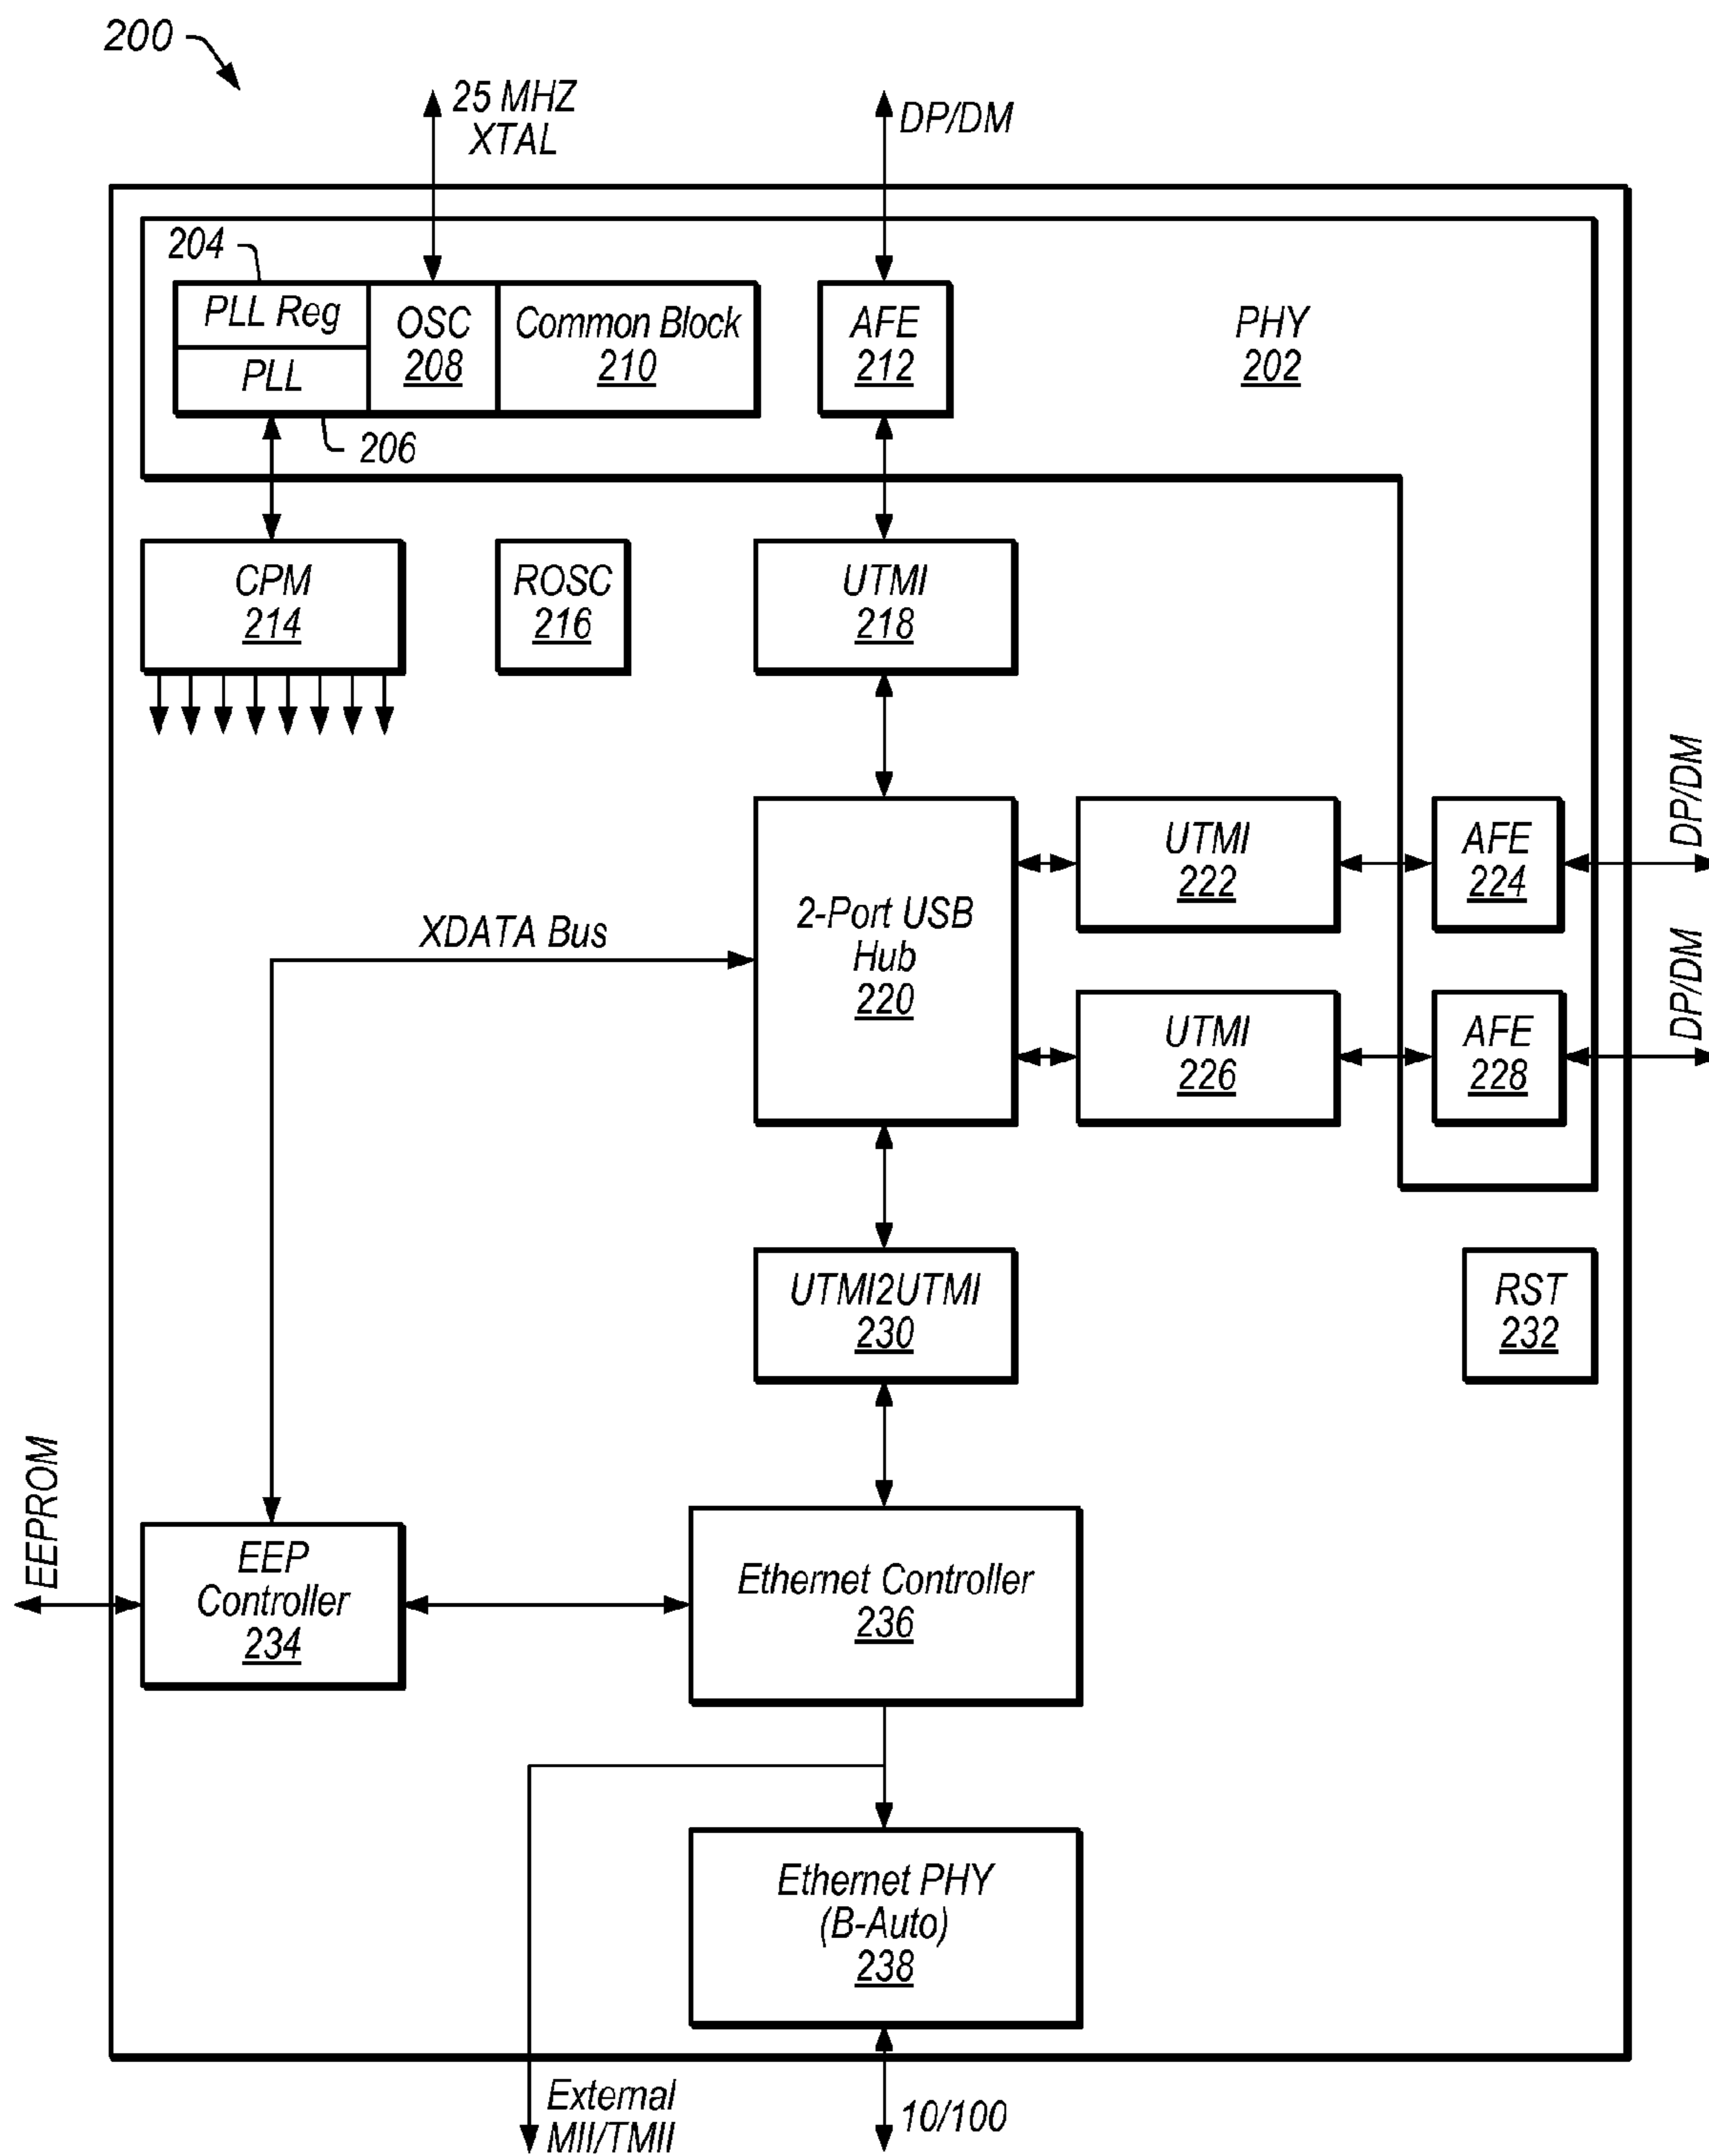 200
25 MHZ
XTAL
DP/DM
204
PLL Reg
PLL
206
OSC
208
Common Block
210
AFE
212
PHY
202
CPM
214
ROSC
216
UTMI
218
2-Port USB
Hub
220
UTMI
222
AFE
224
DP/DM
XDATA Bus
UTMI
226
AFE
228
DP/DM
UTMI2UTMI
230
RST
232
EEPROM
EEP
Controller
234
Ethernet Controller
236
Ethernet PHY
(B-Auto)
238
External
MII/TMII
10/100